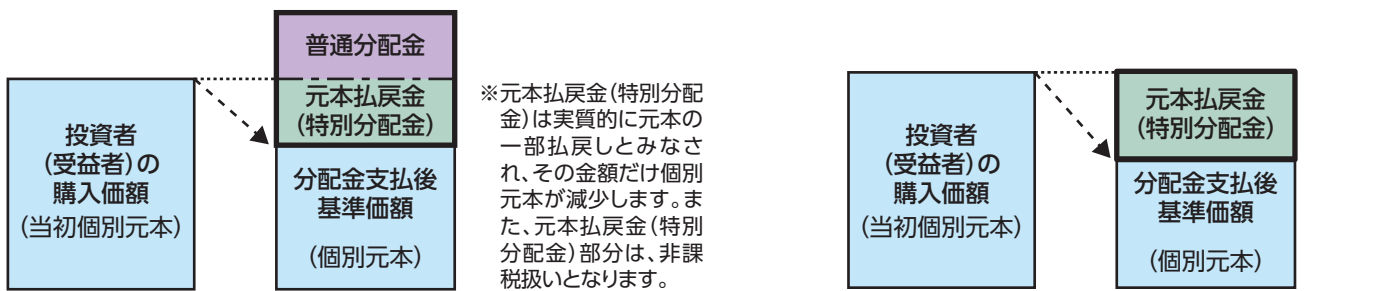 投資者
(受益者)の
購入価額
(当初個別元本)
普通分配金
元本払戻金
(特別分配金)
分配金支払後
基準価額
(個別元本)
※元本払戻金(特別分配
金)は実質的に元本の
一部払戻しとみなさ
れ、その金額だけ個別
元本が減少します。ま
た、元本払戻金(特別
分配金)部分は、非課
税扱いとなります。
投資者
(受益者)の
購入価額
(当初個別元本)
元本払戻金
(特別分配金)
分配金支払後
基準価額
(個別元本)